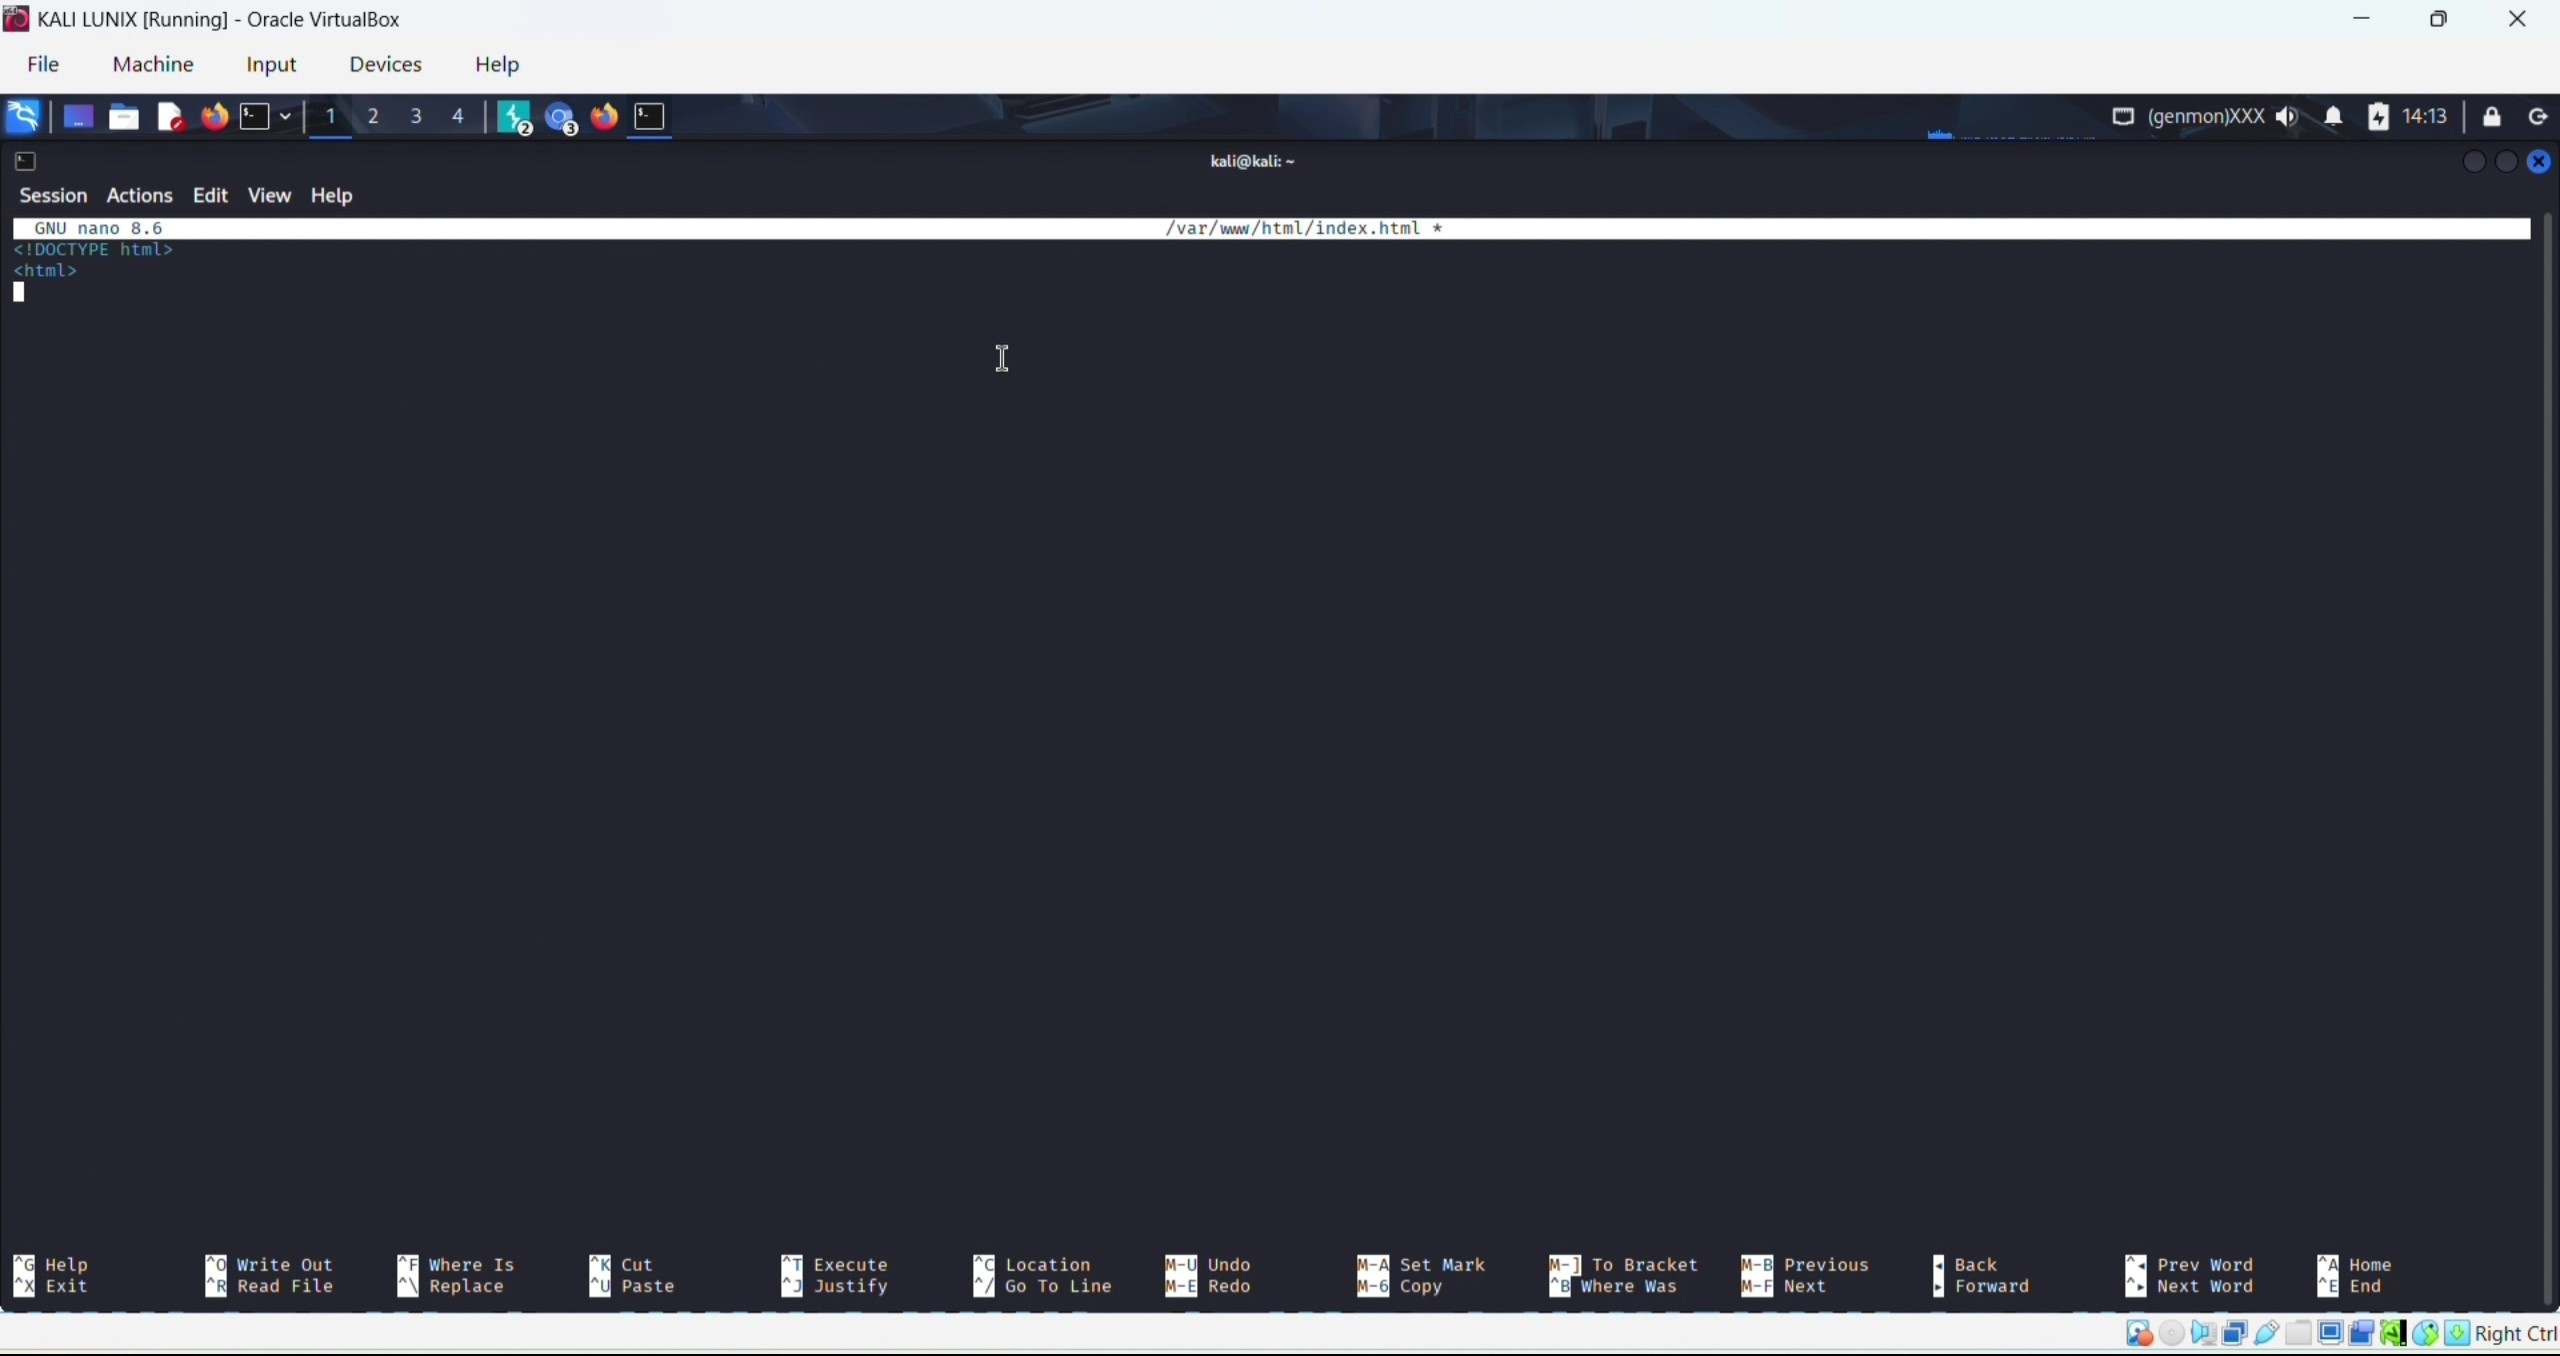 KALI LUNIX [Running] - Oracle VirtualBox
File Machine Input Devices Help
1 2 3 4 2 3 (genmon)XXX 14:13
kali@kali: ~
Session Actions Edit View Help
GNU nano 8.6 /var/www/html/index.html *
<!DOCTYPE html>
<html>
^G Help ^O Write Out ^F Where Is ^K Cut ^T Execute ^C Location M-U Undo M-A Set Mark M-] To Bracket M-B Previous ◂ Back ^◂ Prev Word ^A Home
^X Exit ^R Read File ^\ Replace ^U Paste ^J Justify ^/ Go To Line M-E Redo M-6 Copy ^B Where Was M-F Next ▸ Forward ^▸ Next Word ^E End
Right Ctrl